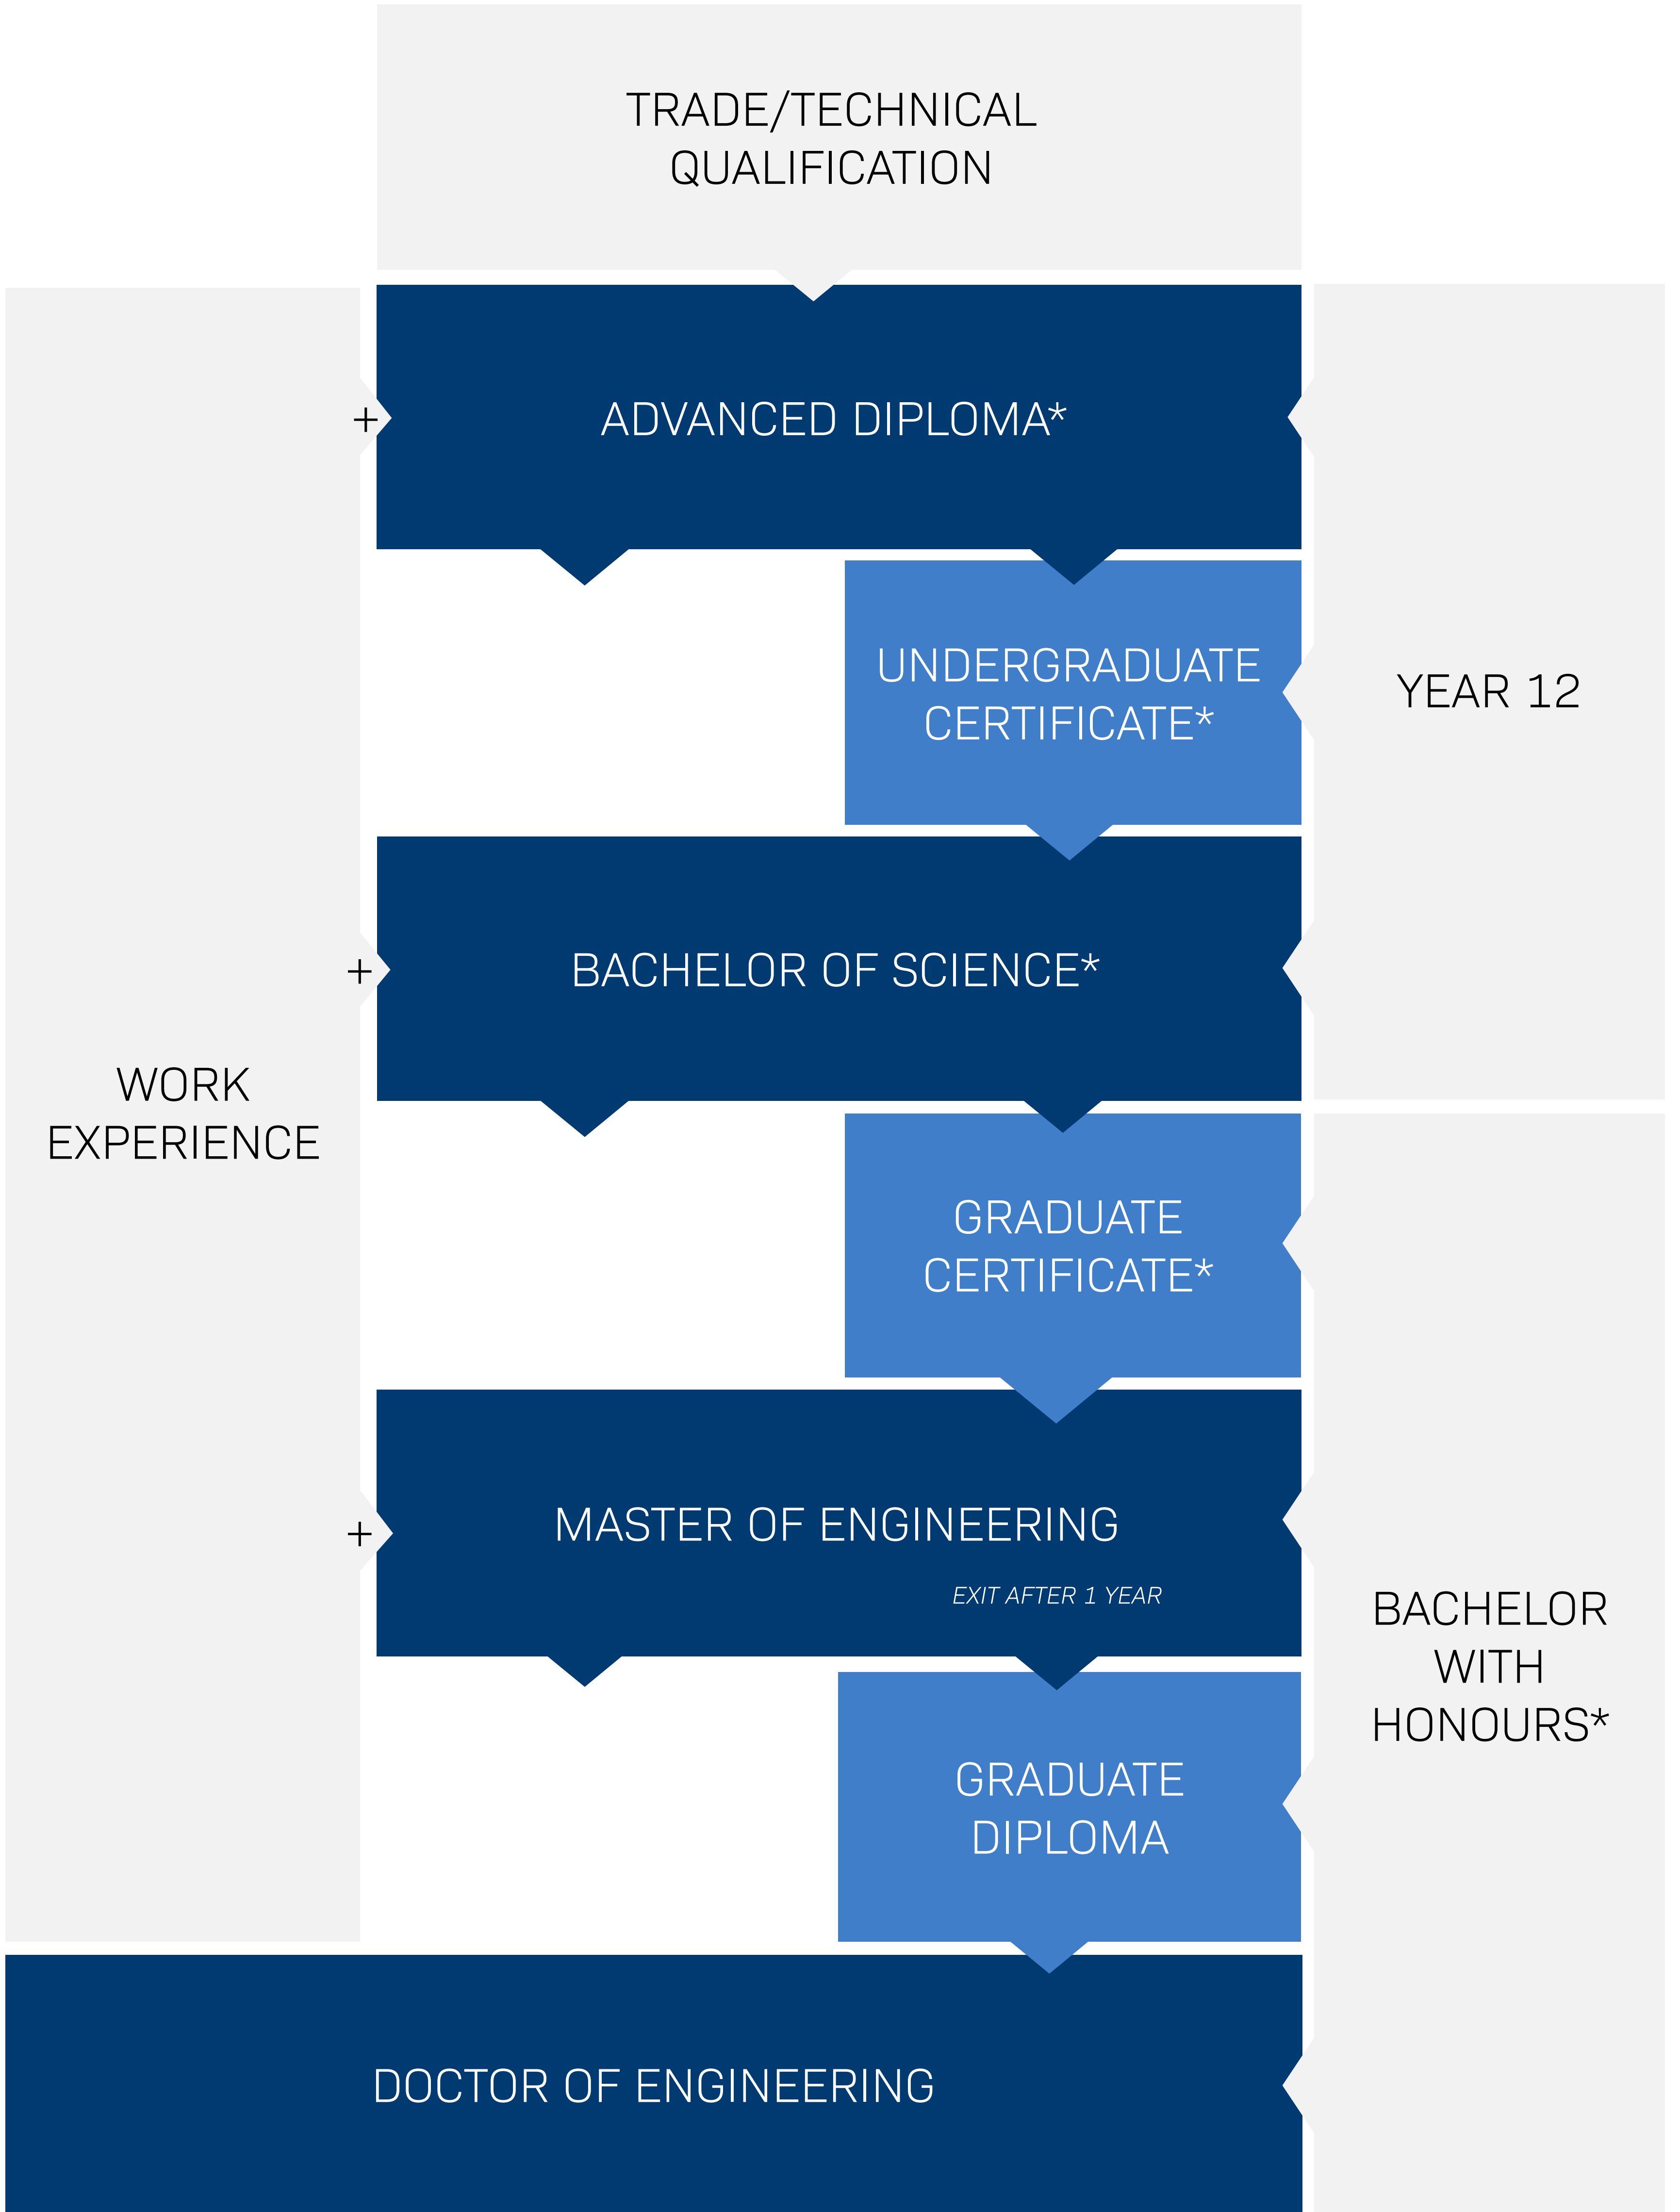 TRADE/TECHNICAL
QUALIFICATION
+
ADVANCED DIPLOMA*
UNDERGRADUATE
CERTIFICATE*
YEAR 12
+
BACHELOR OF SCIENCE*
WORK
EXPERIENCE
GRADUATE
CERTIFICATE*
+
MASTER OF ENGINEERING
EXIT AFTER 1 YEAR
BACHELOR
WITH
HONOURS*
GRADUATE
DIPLOMA
DOCTOR OF ENGINEERING